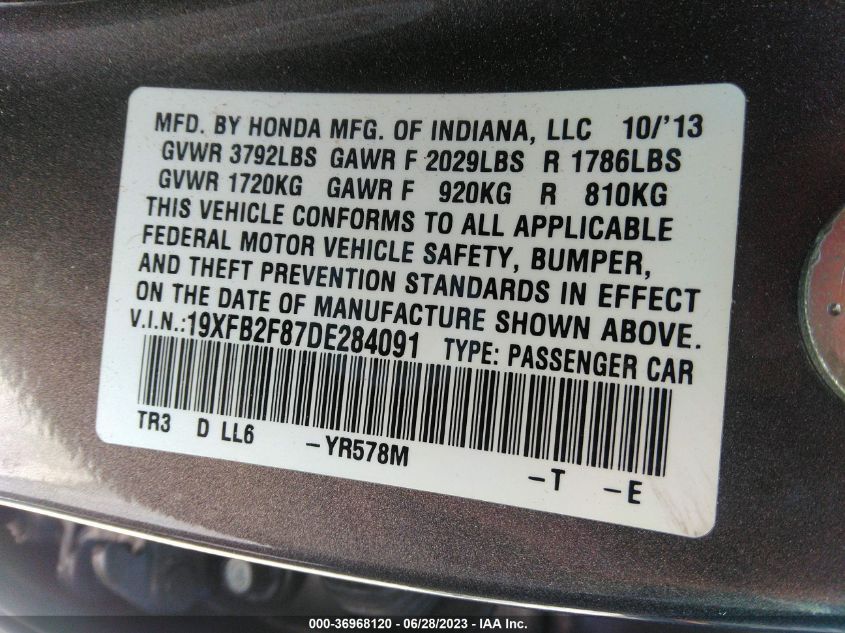 MFD. BY HONDA MFG. OF INDIANA, LLC 10/'13
GVWR 3792LBS GAWR F 2029LBS R 1786LBS
GVWR 1720KG GAWR F 920KG R 810KG
THIS VEHICLE CONFORMS TO ALL APPLICABLE
FEDERAL MOTOR VEHICLE SAFETY, BUMPER,
AND THEFT PREVENTION STANDARDS IN EFFECT
ON THE DATE OF MANUFACTURE SHOWN ABOVE.
V.I.N.:19XFB2F87DE284091 TYPE: PASSENGER CAR
TR3 D LL6 -YR578M -T -E
000-36968120 - 06/28/2023 - IAA Inc.